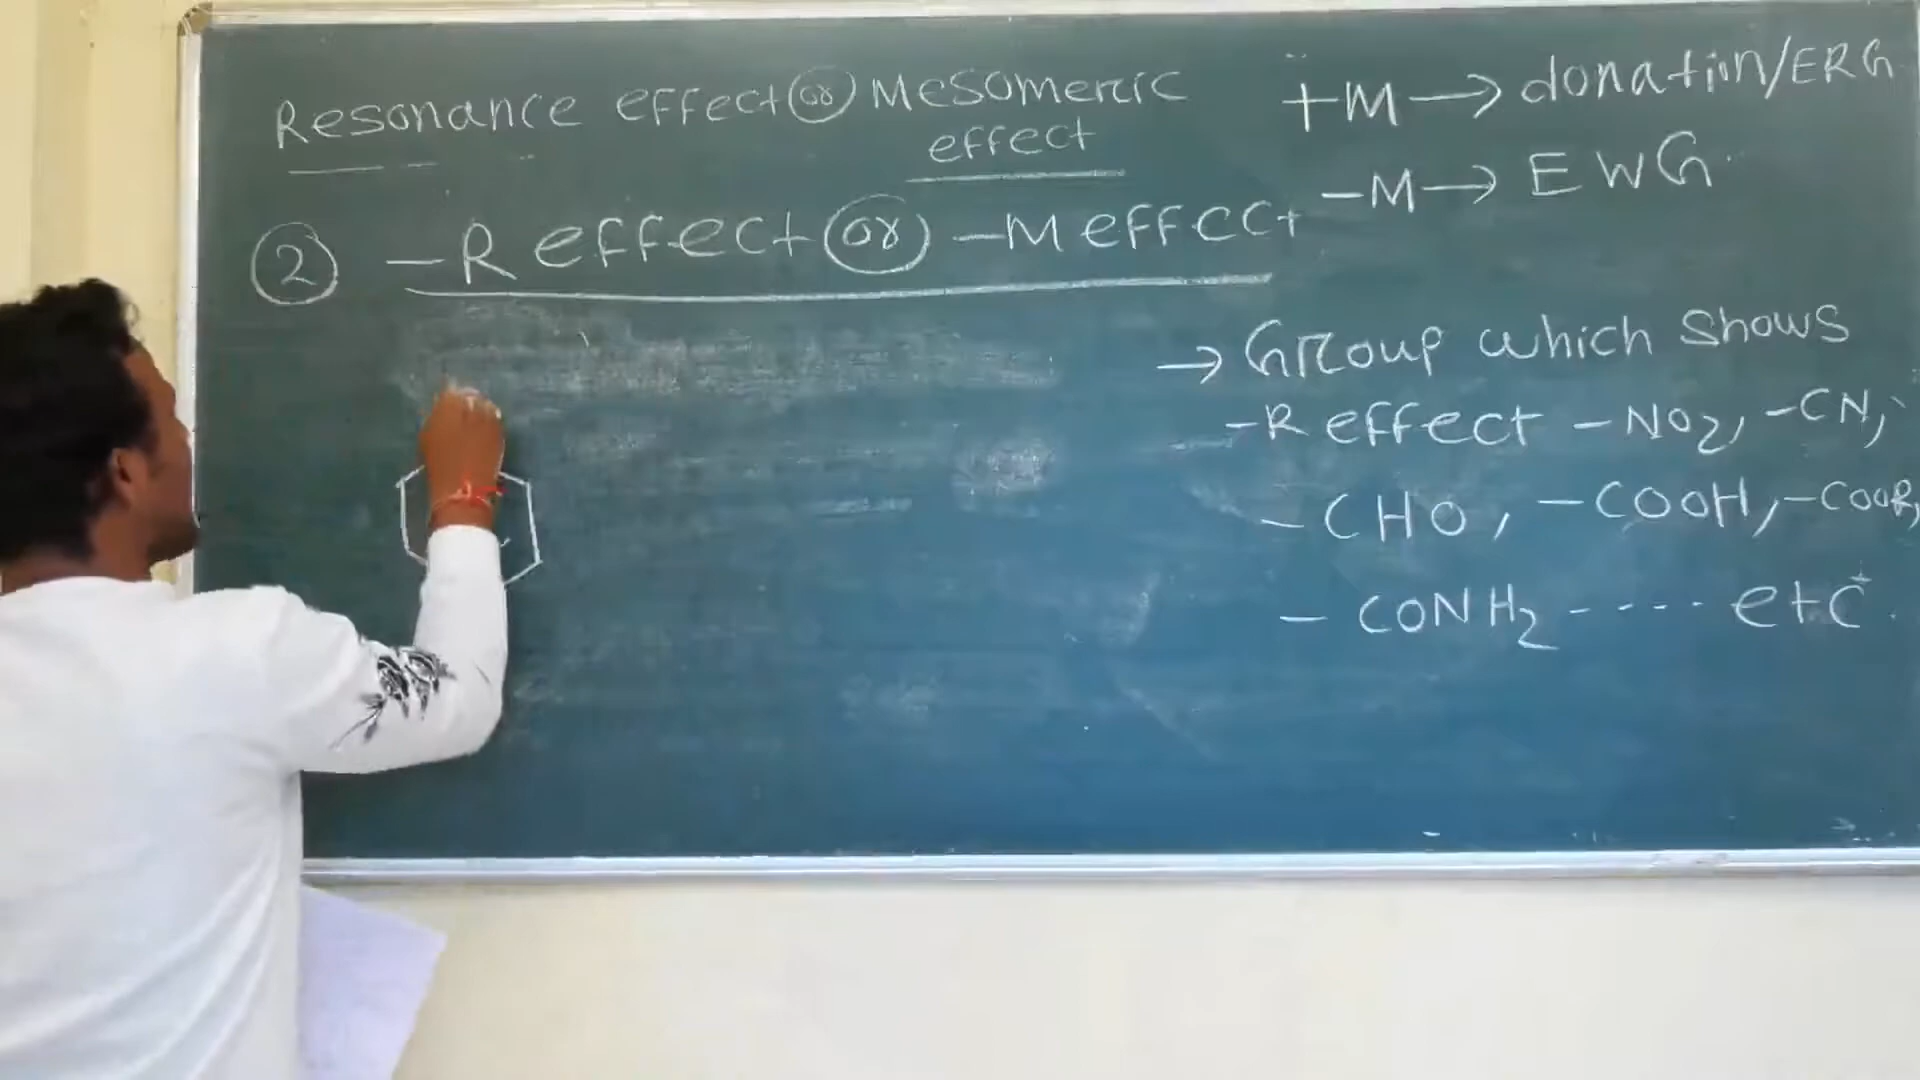 Resonance effect or Mesomeric
effect
+M → donation/ERG
-M → EWG
2 -R effect or -M effect
→ Group which shows
-R effect -NO2, -CN,
-CHO, -COOH, -COOR,
- CONH2 ---- etc.